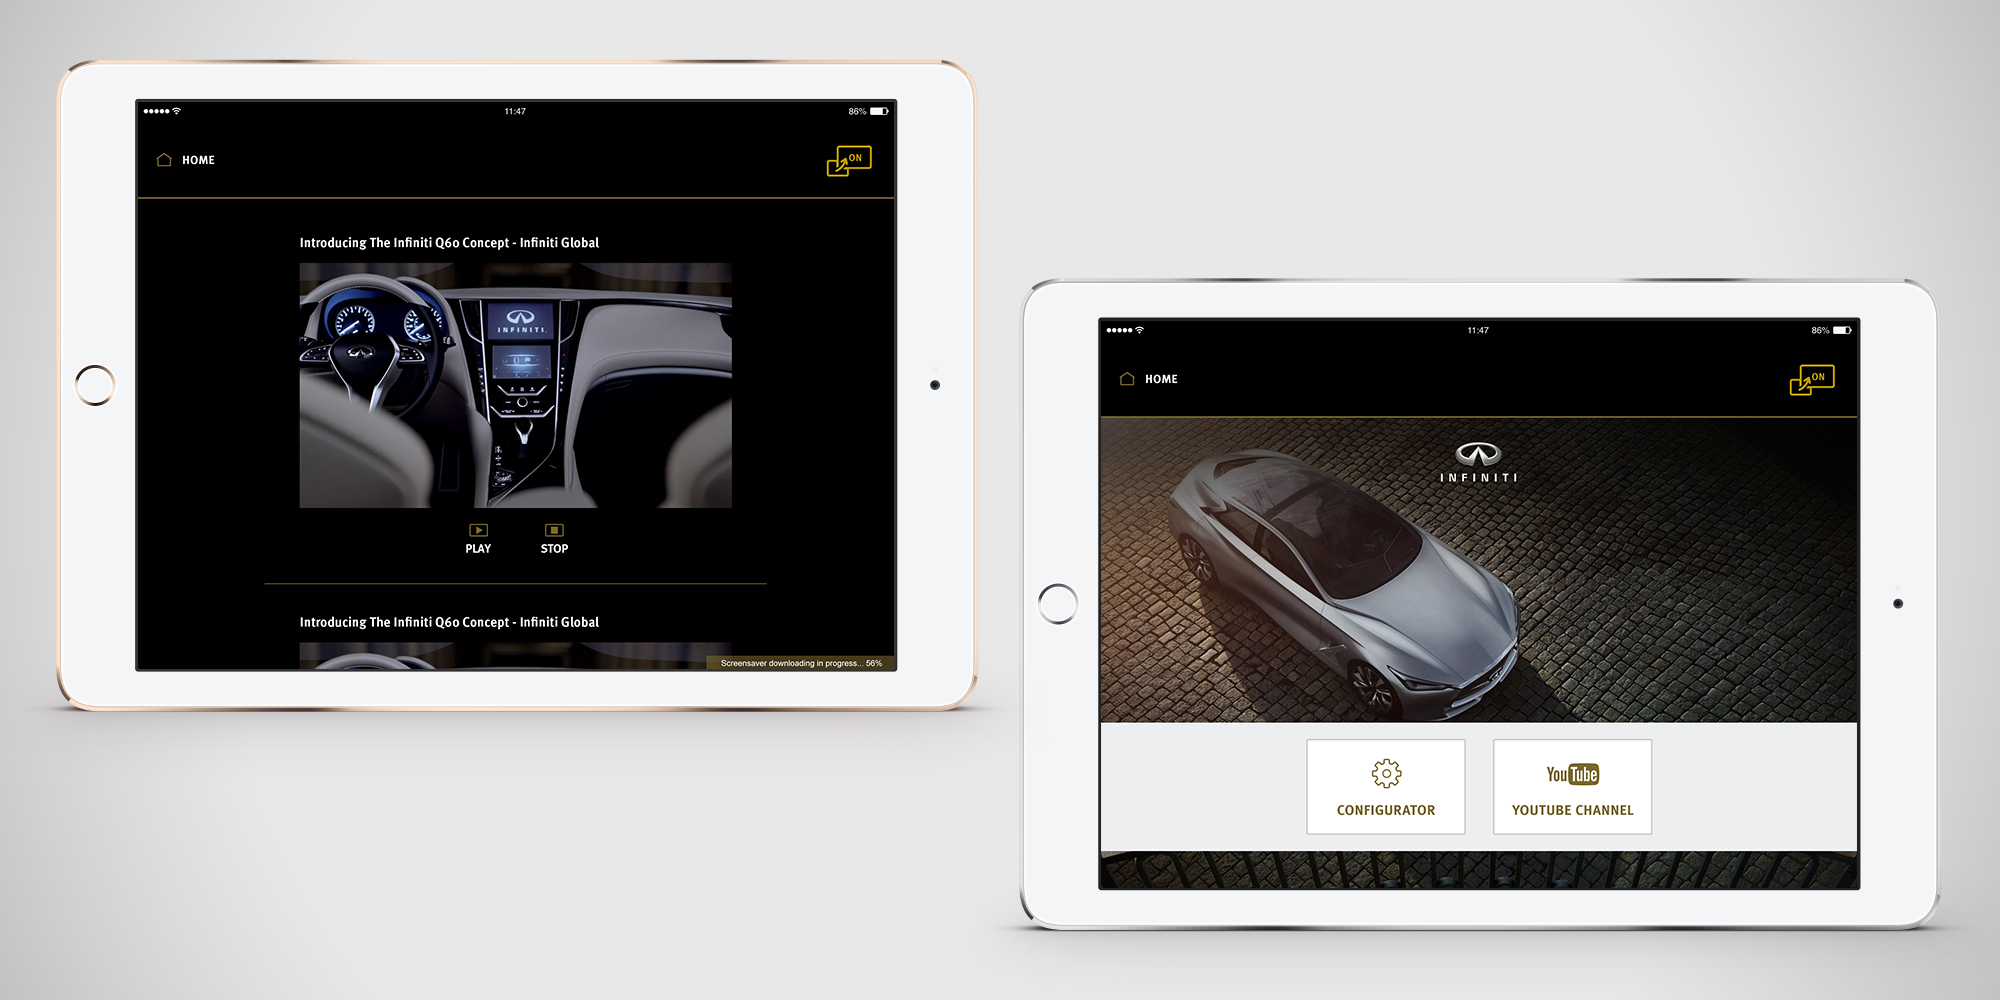 11:47
86%
HOME
ON
Introducing The Infiniti Q60 Concept - Infiniti Global
INFINITI
PLAY
STOP
Introducing The Infiniti Q60 Concept - Infiniti Global
Screensaver downloading in progress... 56%
11:47
86%
HOME
ON
INFINITI
YouTube
CONFIGURATOR
YOUTUBE CHANNEL